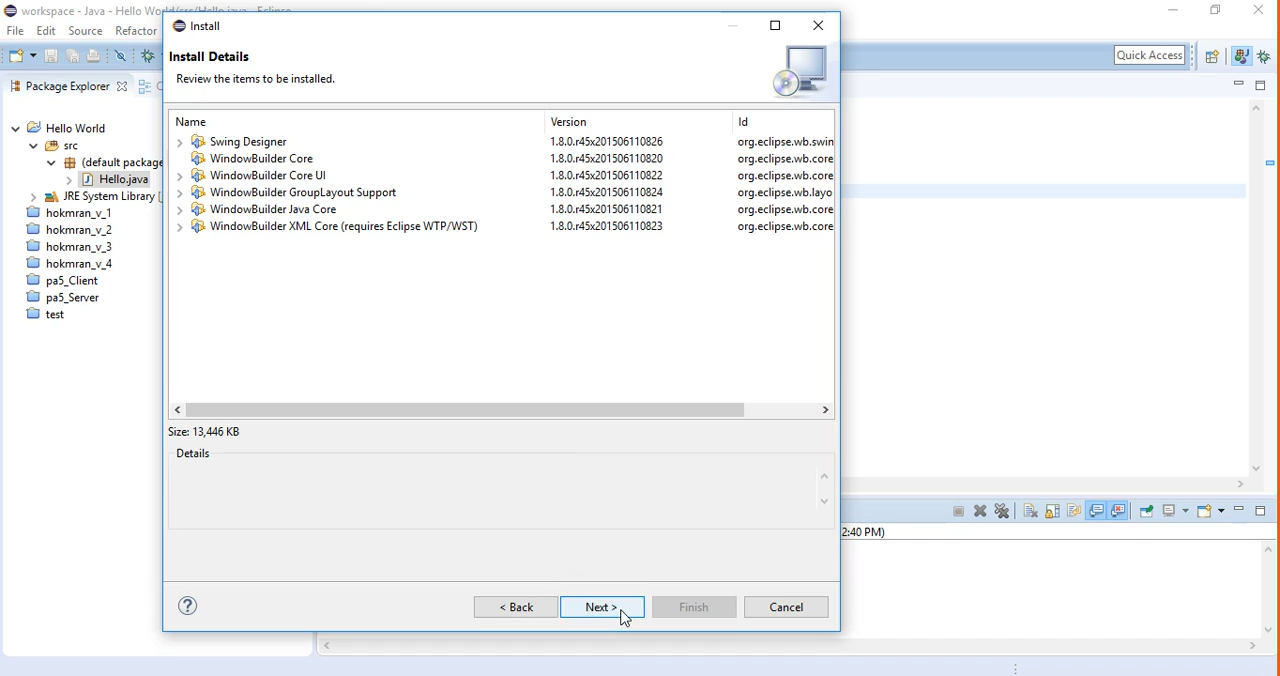 workspace - Java - Hello World/src/Hello.java - Eclipse
Install
File Edit Source Refactor
Install Details
Review the items to be installed.
Quick Access
Package Explorer
Name Version Id
Swing Designer 1.8.0.r45x201506110826 org.eclipse.wb.swin
WindowBuilder Core 1.8.0.r45x201506110820 org.eclipse.wb.core
WindowBuilder Core UI 1.8.0.r45x201506110822 org.eclipse.wb.core
WindowBuilder GroupLayout Support 1.8.0.r45x201506110824 org.eclipse.wb.layo
WindowBuilder Java Core 1.8.0.r45x201506110821 org.eclipse.wb.core
WindowBuilder XML Core (requires Eclipse WTP/WST) 1.8.0.r45x201506110823 org.eclipse.wb.core
Hello World
src
(default package
Hello.java
JRE System Library [
hokmran_v_1
hokmran_v_2
hokmran_v_3
hokmran_v_4
pa5_Client
pa5_Server
test
Size: 13,446 KB
Details
2:40 PM)
< Back Next > Finish Cancel